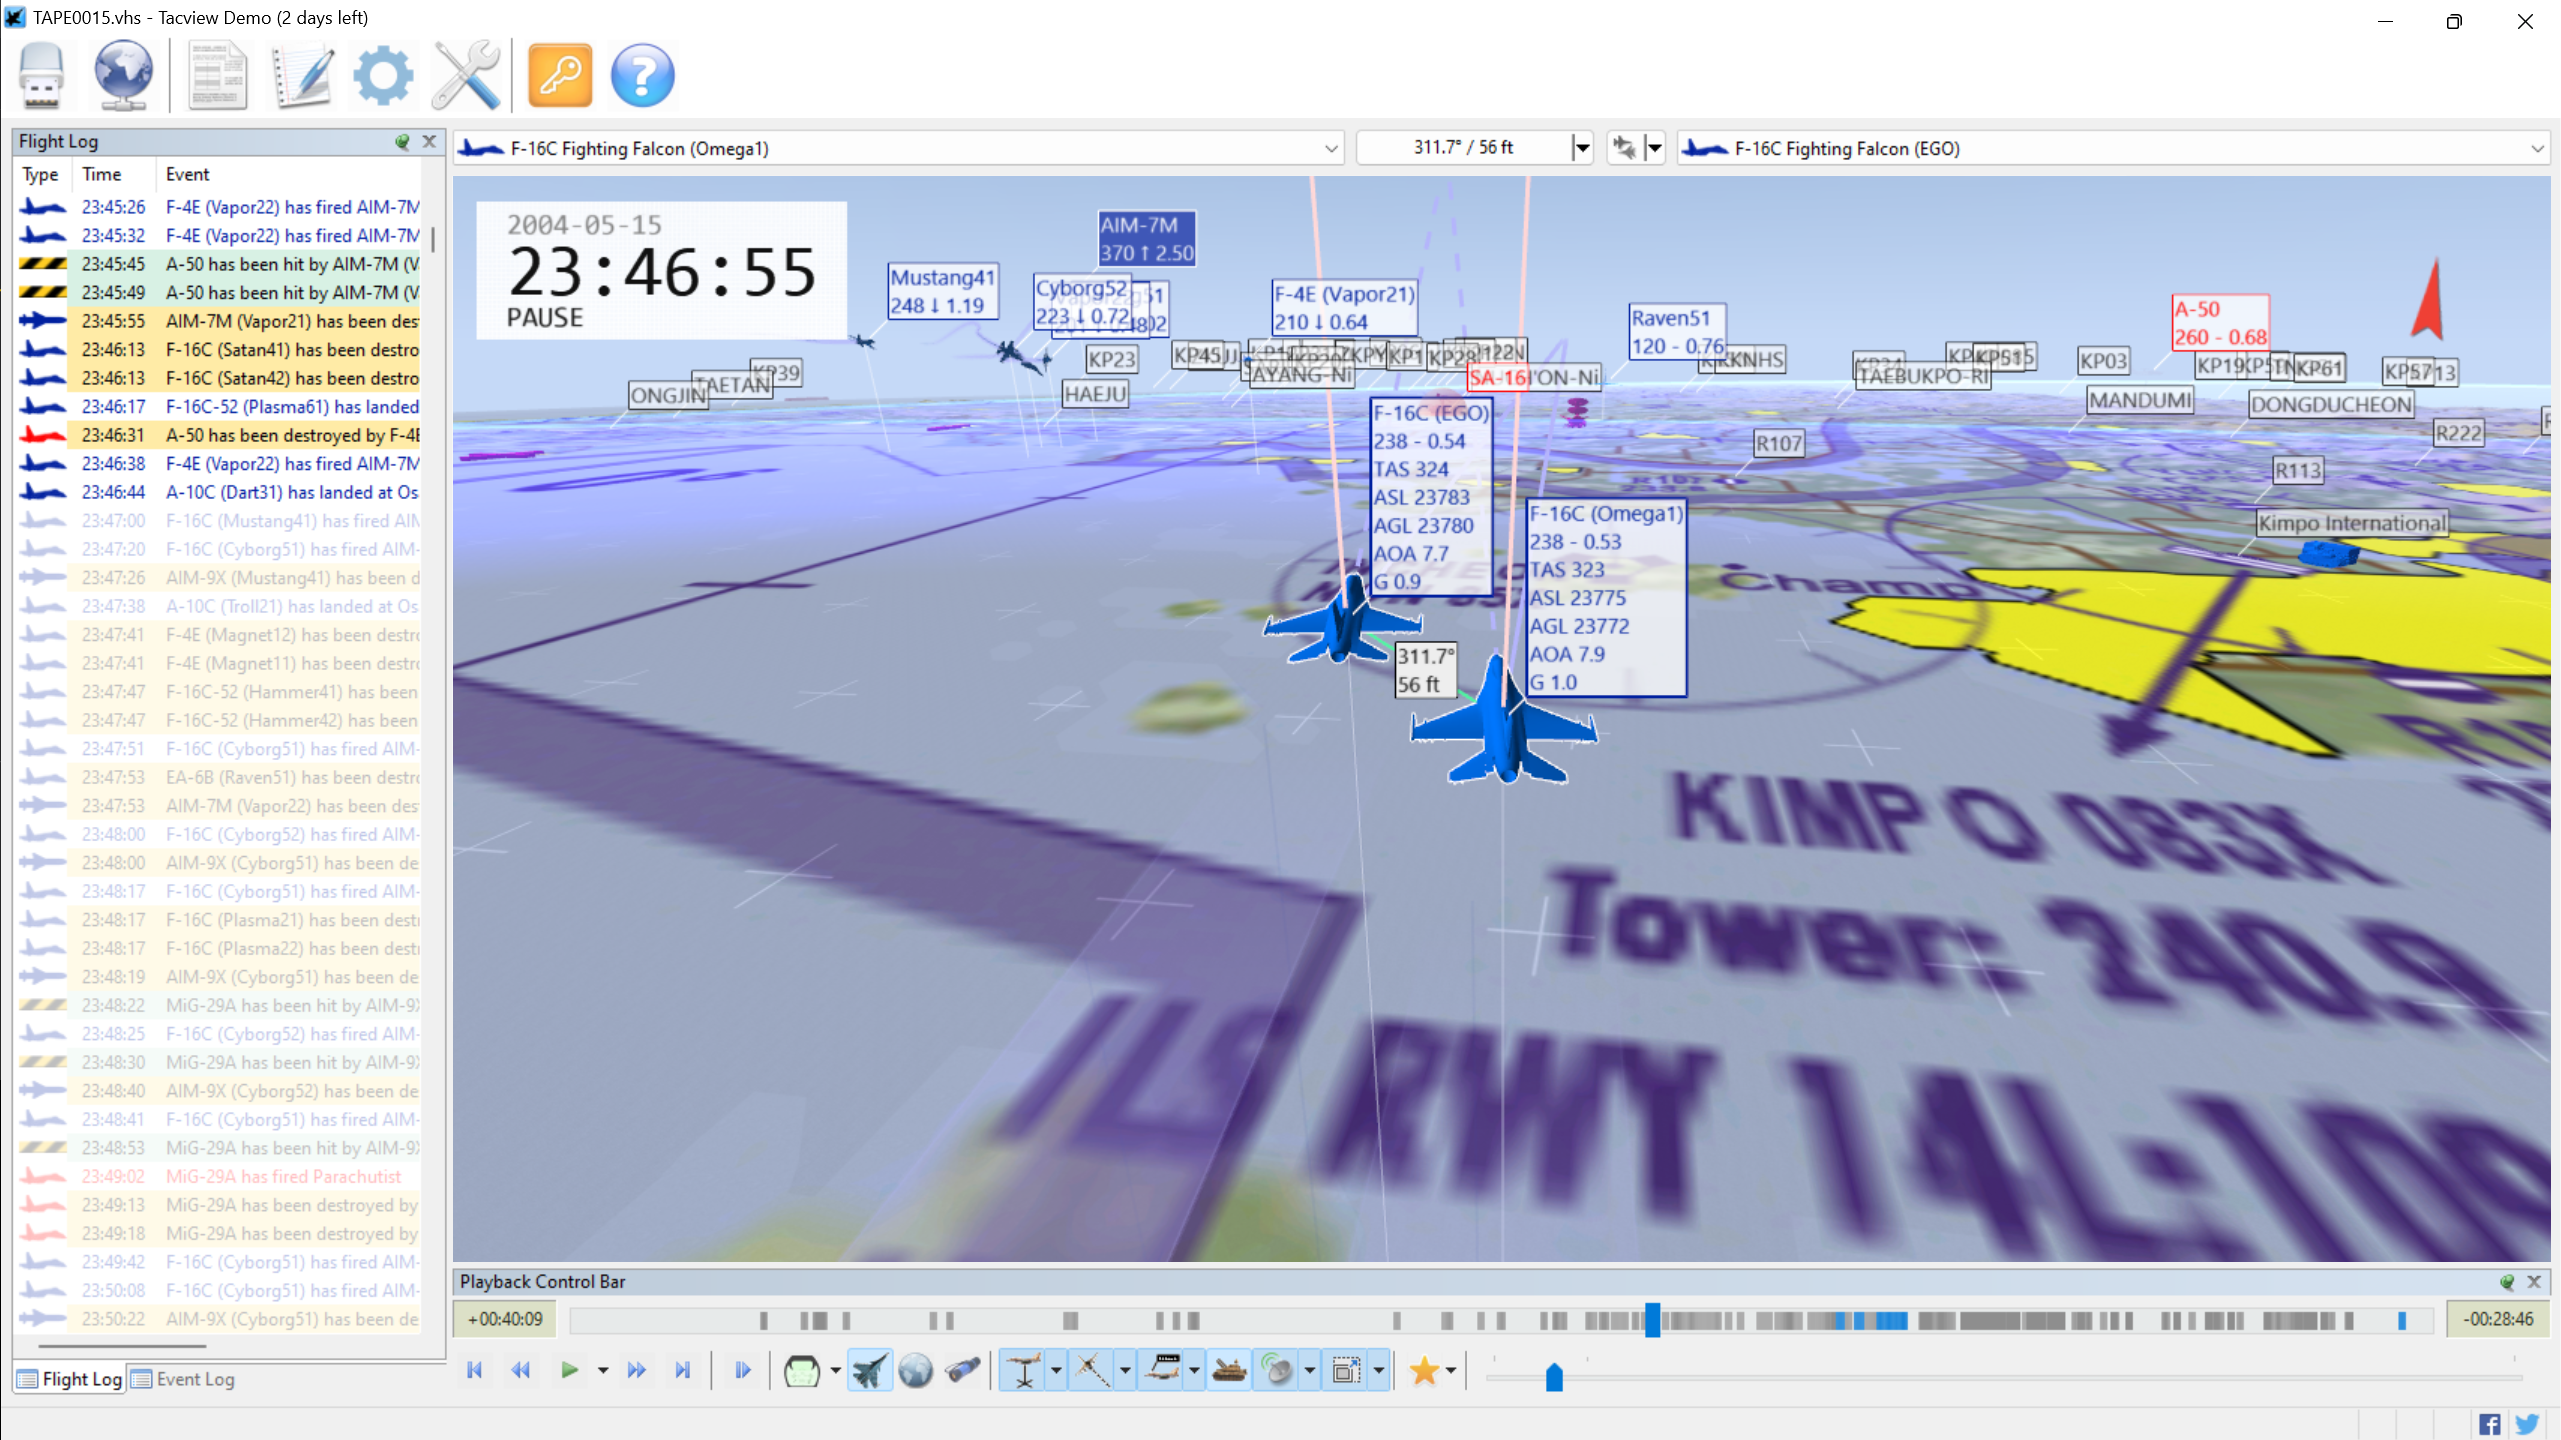 TAPE0015.vhs - Tacview Demo (2 days left)
Flight Log
Type Time Event
23:45:26 F-4E (Vapor22) has fired AIM-7M
23:45:32 F-4E (Vapor22) has fired AIM-7M
23:45:45 A-50 has been hit by AIM-7M (V
23:45:49 A-50 has been hit by AIM-7M (V
23:45:55 AIM-7M (Vapor21) has been des
23:46:13 F-16C (Satan41) has been destro
23:46:13 F-16C (Satan42) has been destro
23:46:17 F-16C-52 (Plasma61) has landed
23:46:31 A-50 has been destroyed by F-4E
23:46:38 F-4E (Vapor22) has fired AIM-7M
23:46:44 A-10C (Dart31) has landed at Os
23:47:00 F-16C (Mustang41) has fired AIM
23:47:20 F-16C (Cyborg51) has fired AIM-
23:47:26 AIM-9X (Mustang41) has been d
23:47:38 A-10C (Troll21) has landed at Os
23:47:41 F-4E (Magnet12) has been destro
23:47:41 F-4E (Magnet11) has been destro
23:47:47 F-16C-52 (Hammer41) has been
23:47:47 F-16C-52 (Hammer42) has been
23:47:51 F-16C (Cyborg51) has fired AIM-
23:47:53 EA-6B (Raven51) has been destro
23:47:53 AIM-7M (Vapor22) has been des
23:48:00 F-16C (Cyborg52) has fired AIM-
23:48:00 AIM-9X (Cyborg51) has been de
23:48:17 F-16C (Cyborg51) has fired AIM-
23:48:17 F-16C (Plasma21) has been destr
23:48:17 F-16C (Plasma22) has been destr
23:48:19 AIM-9X (Cyborg51) has been de
23:48:22 MiG-29A has been hit by AIM-9X
23:48:25 F-16C (Cyborg52) has fired AIM-
23:48:30 MiG-29A has been hit by AIM-9X
23:48:40 AIM-9X (Cyborg52) has been de
23:48:41 F-16C (Cyborg51) has fired AIM-
23:48:53 MiG-29A has been hit by AIM-9X
23:49:02 MiG-29A has fired Parachutist
23:49:13 MiG-29A has been destroyed by
23:49:18 MiG-29A has been destroyed by
23:49:42 F-16C (Cyborg51) has fired AIM-
23:50:08 F-16C (Cyborg51) has fired AIM-
23:50:22 AIM-9X (Cyborg51) has been de
Flight Log Event Log
F-16C Fighting Falcon (Omega1)
311.7° / 56 ft
F-16C Fighting Falcon (EGO)
2004-05-15
23:46:55
PAUSE
AIM-7M
370 ↑ 2.50
Mustang41
248 ↓ 1.19
Cyborg52
223 ↓ 0.72
F-4E (Vapor21)
210 ↓ 0.64
Raven51
120 - 0.76
A-50
260 - 0.68
KP23
KP45
KP1
KP28
KNHS
KP515
KP03
KP19
KP61
KP57
KP39
TAETAN
ONGJIN
HAEJU
AYANG-Ni
SA-16
TAEBUKPO-RI
MANDUMI
DONGDUCHEON
R107
R222
R113
Kimpo International
F-16C (EGO)
238 - 0.54
TAS 324
ASL 23783
AGL 23780
AOA 7.7
G 0.9
F-16C (Omega1)
238 - 0.53
TAS 323
ASL 23775
AGL 23772
AOA 7.9
G 1.0
311.7°
56 ft
Champ
KIMPO 083X
Tower: 240.9
ILS RWY 14L:109
Playback Control Bar
+00:40:09
-00:28:46